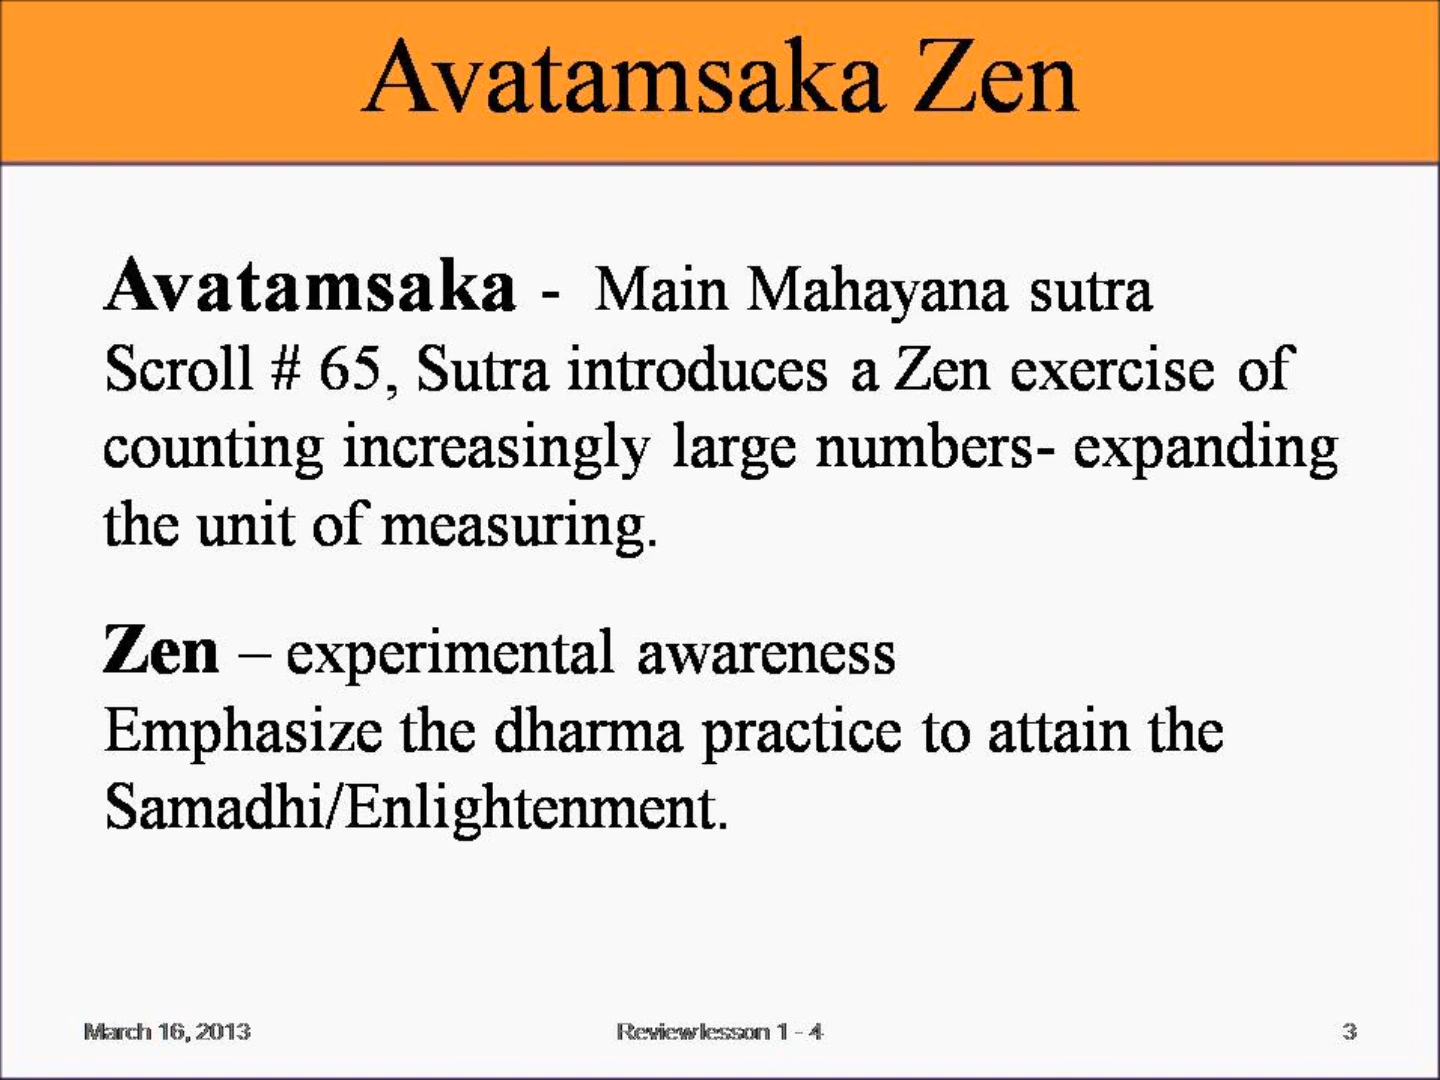 Avatamsaka Zen
Avatamsaka - Main Mahayana sutra
Scroll # 65, Sutra introduces a Zen exercise of
counting increasingly large numbers- expanding
the unit of measuring.
Zen – experimental awareness
Emphasize the dharma practice to attain the
Samadhi/Enlightenment.
March 16, 2013
Review lesson 1 - 4
3